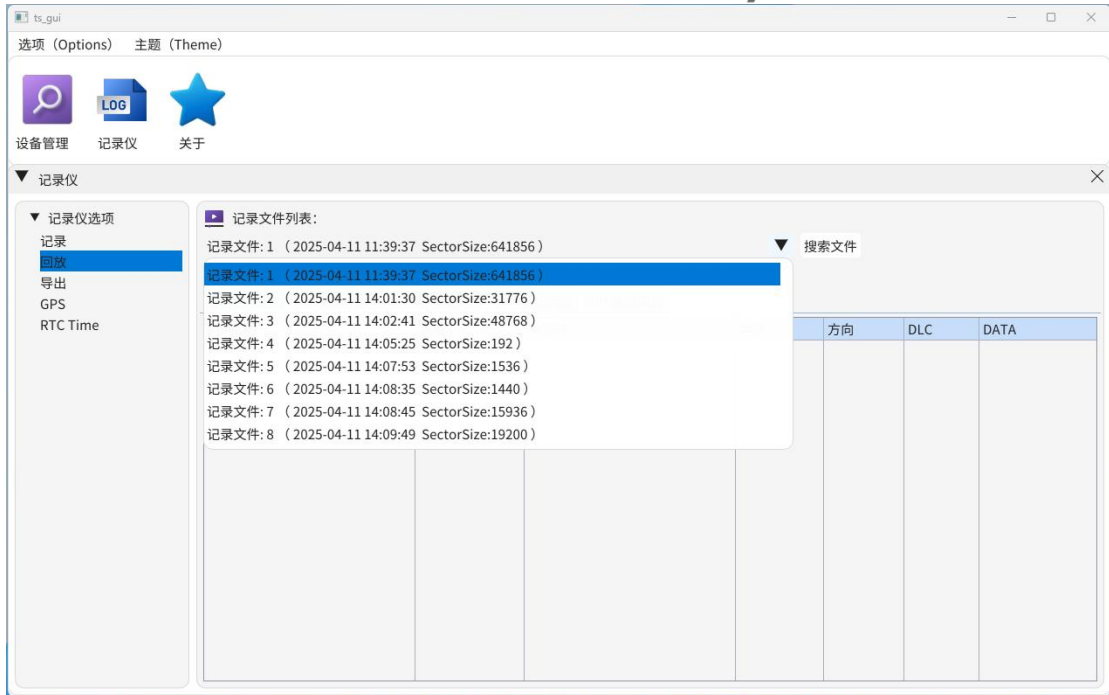 ts_gui
选项（Options） 主题（Theme）
LOG
设备管理 记录仪 关于
记录仪
记录仪选项
记录
回放
导出
GPS
RTC Time
记录文件列表：
记录文件: 1 （ 2025-04-11 11:39:37 SectorSize:641856 ） 搜索文件
记录文件: 1 （ 2025-04-11 11:39:37 SectorSize:641856 ）
记录文件: 2 （ 2025-04-11 14:01:30 SectorSize:31776 ）
记录文件: 3 （ 2025-04-11 14:02:41 SectorSize:48768 ）
记录文件: 4 （ 2025-04-11 14:05:25 SectorSize:192 ）
记录文件: 5 （ 2025-04-11 14:07:53 SectorSize:1536 ）
记录文件: 6 （ 2025-04-11 14:08:35 SectorSize:1440 ）
记录文件: 7 （ 2025-04-11 14:08:45 SectorSize:15936 ）
记录文件: 8 （ 2025-04-11 14:09:49 SectorSize:19200 ）
方向 DLC DATA